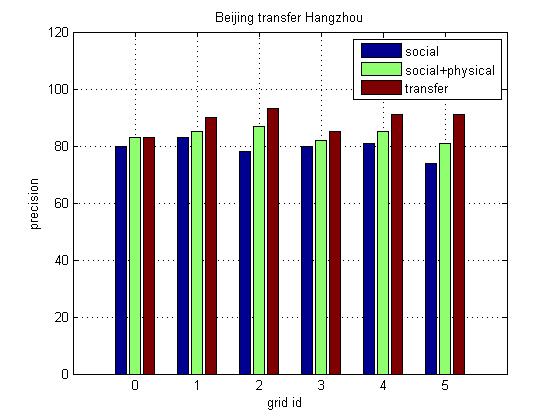 Beijing transfer Hangzhou
social
social+physical
transfer
120
100
80
60
40
20
0
precision
0 1 2 3 4 5
grid id